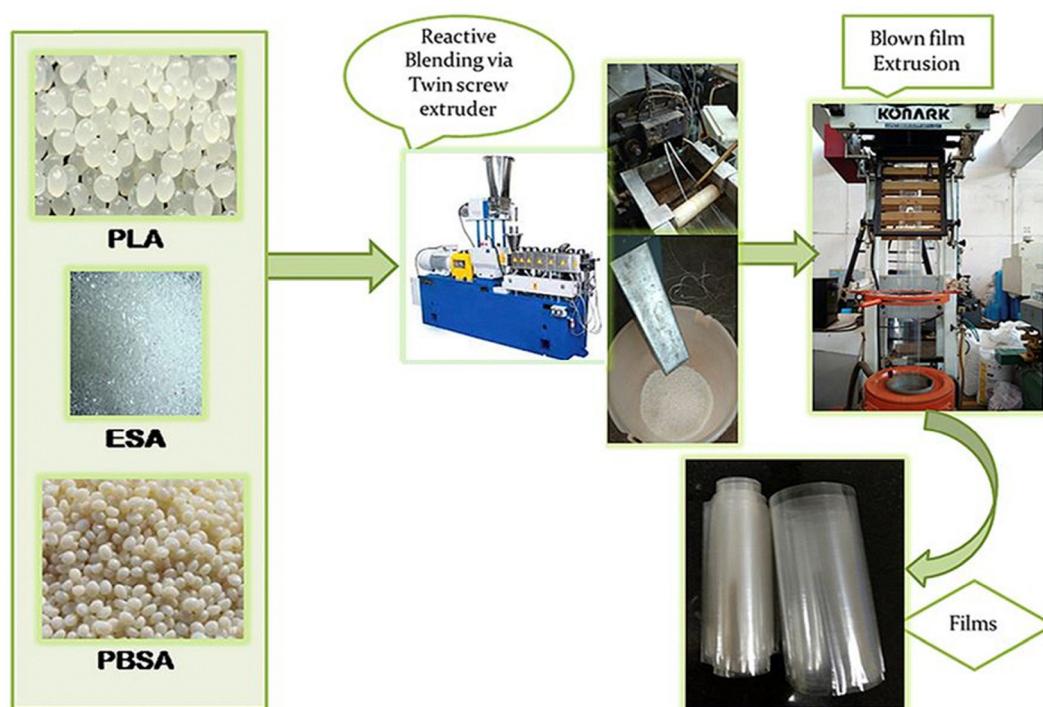 PLA
ESA
PBSA
Reactive
Blending via
Twin screw
extruder
Blown film
Extrusion
KONARK
Films